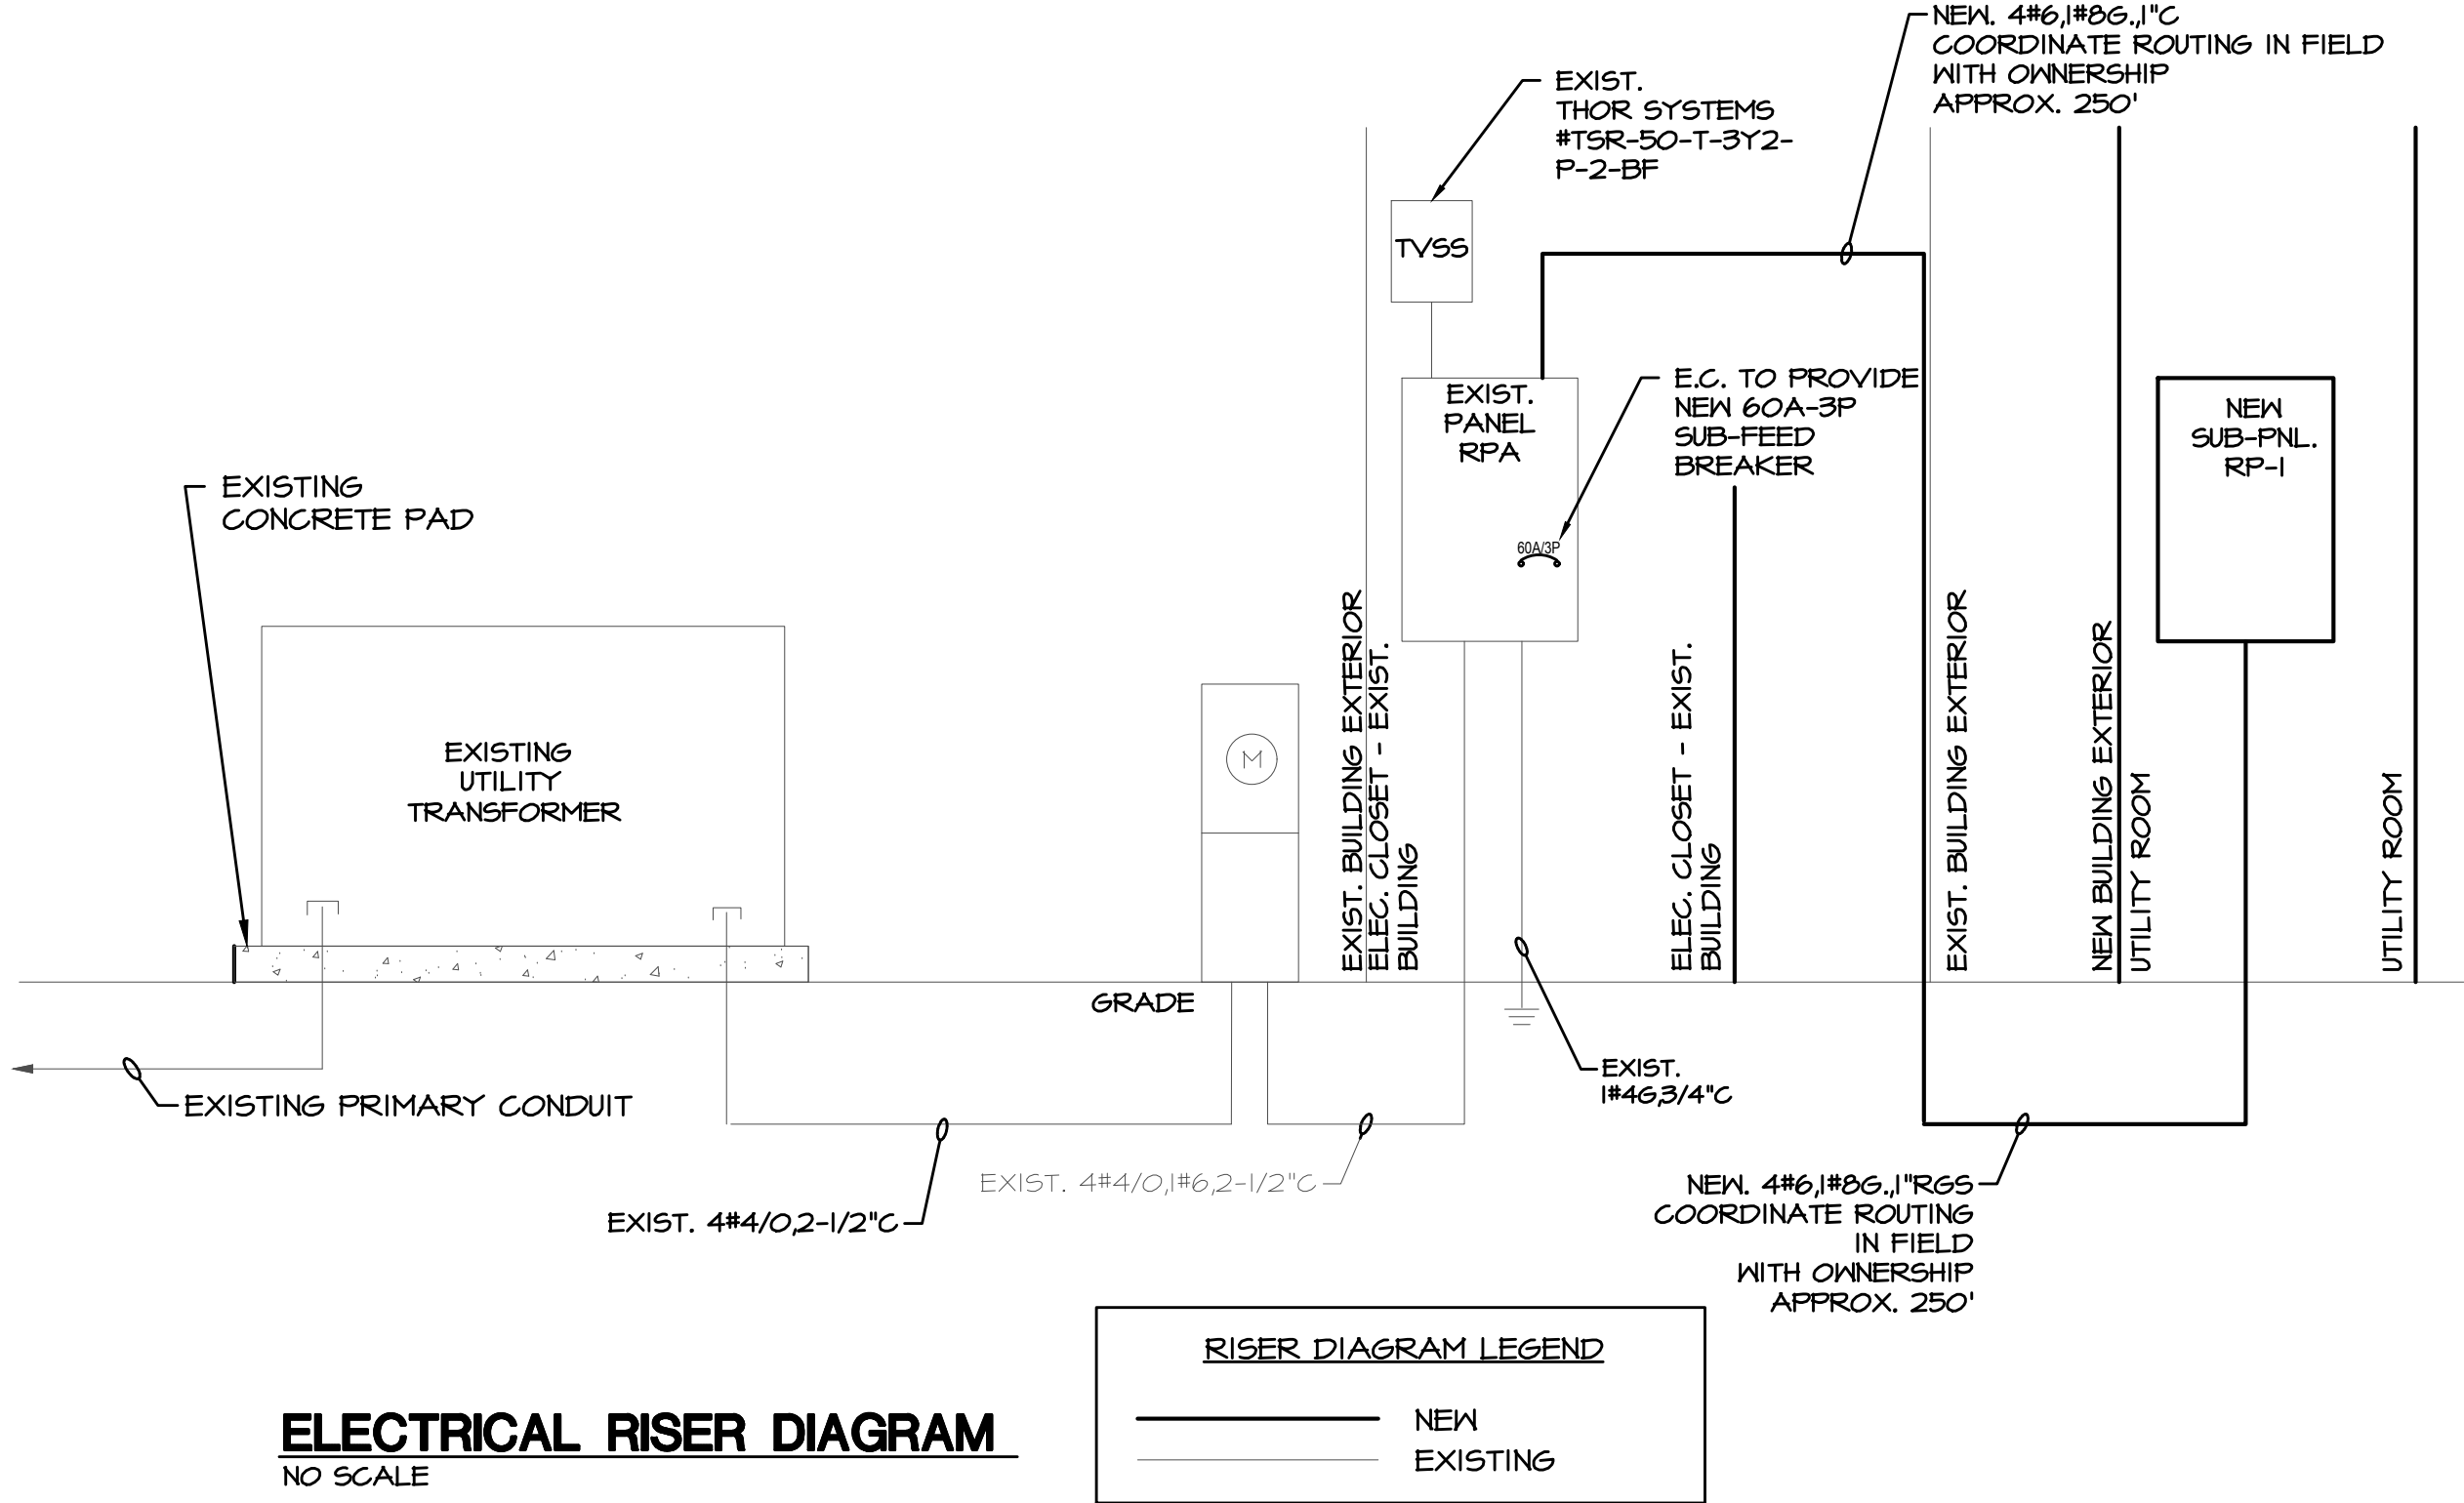 NEW. 4#6,1#8G.,1"C
COORDINATE ROUTING IN FIELD
WITH OWNERSHIP
APPROX. 250'
EXIST.
THOR SYSTEMS
#TSR-50-T-3Y2-
P-2-BF
TVSS
EXIST.
PANEL
RPA
E.C. TO PROVIDE
NEW 60A-3P
SUB-FEED
BREAKER
NEW
SUB-PNL.
RP-1
60A/3P
EXISTING
CONCRETE PAD
EXISTING
UTILITY
TRANSFORMER
M
EXIST. BUILDING EXTERIOR
ELEC. CLOSET - EXIST.
BUILDING
ELEC. CLOSET - EXIST.
BUILDING
EXIST. BUILDING EXTERIOR
NEW BUILDING EXTERIOR
UTILITY ROOM
UTILITY ROOM
GRADE
EXISTING PRIMARY CONDUIT
EXIST.
1#4G,3/4"C
EXIST. 4#4/0,1#6,2-1/2"C
EXIST. 4#4/0,2-1/2"C
NEW. 4#6,1#8G.,1"RGS
COORDINATE ROUTING
IN FIELD
WITH OWNERSHIP
APPROX. 250'
RISER DIAGRAM LEGEND
NEW
EXISTING
ELECTRICAL RISER DIAGRAM
NO SCALE